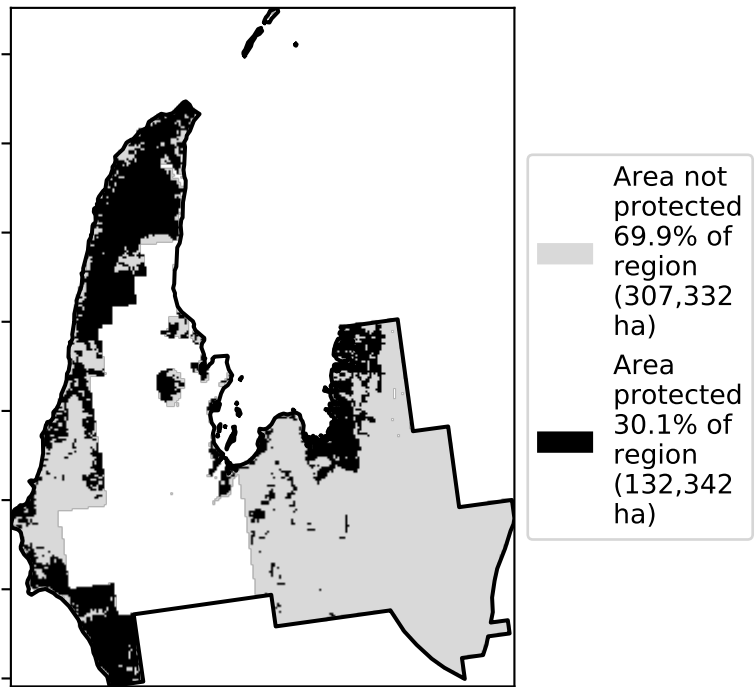 Area not
protected
69.9% of
region
(307,332
ha)
Area
protected
30.1% of
region
(132,342
ha)